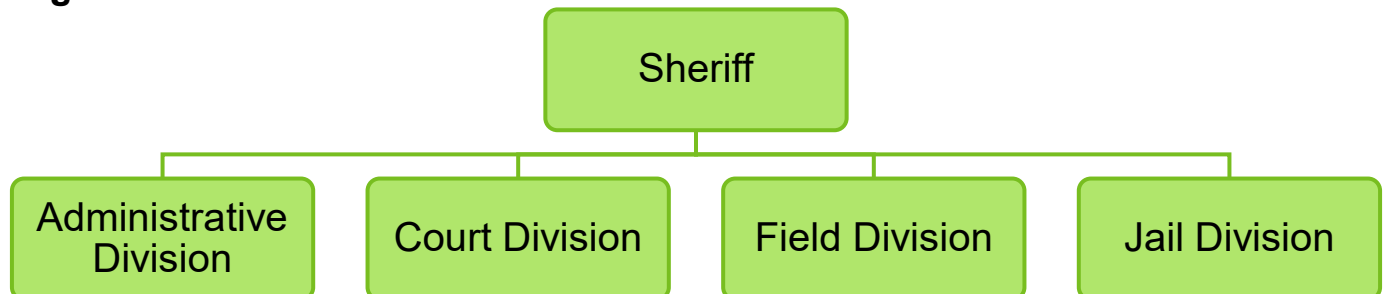 Sheriff
Administrative
Division
Court Division
Field Division
Jail Division